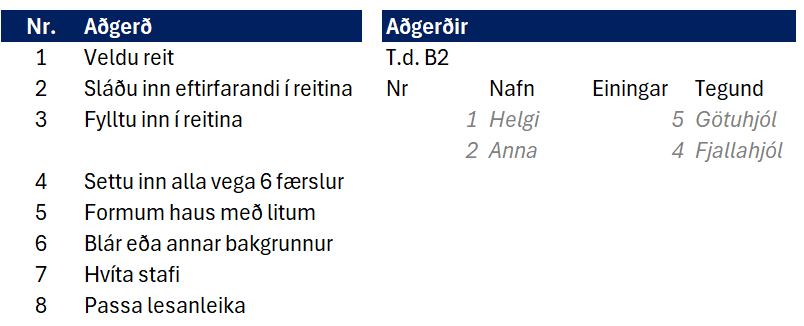 Nr. Aðgerð Aðgerðir
1 Veldu reit T.d. B2
2 Sláðu inn eftirfarandi í reitina Nr Nafn Einingar Tegund
3 Fylltu inn í reitina 1 Helgi 5 Götuhjól
2 Anna 4 Fjallahjól
4 Settu inn alla vega 6 færslur
5 Formum haus með litum
6 Blár eða annar bakgrunnur
7 Hvíta stafi
8 Passa lesanleika